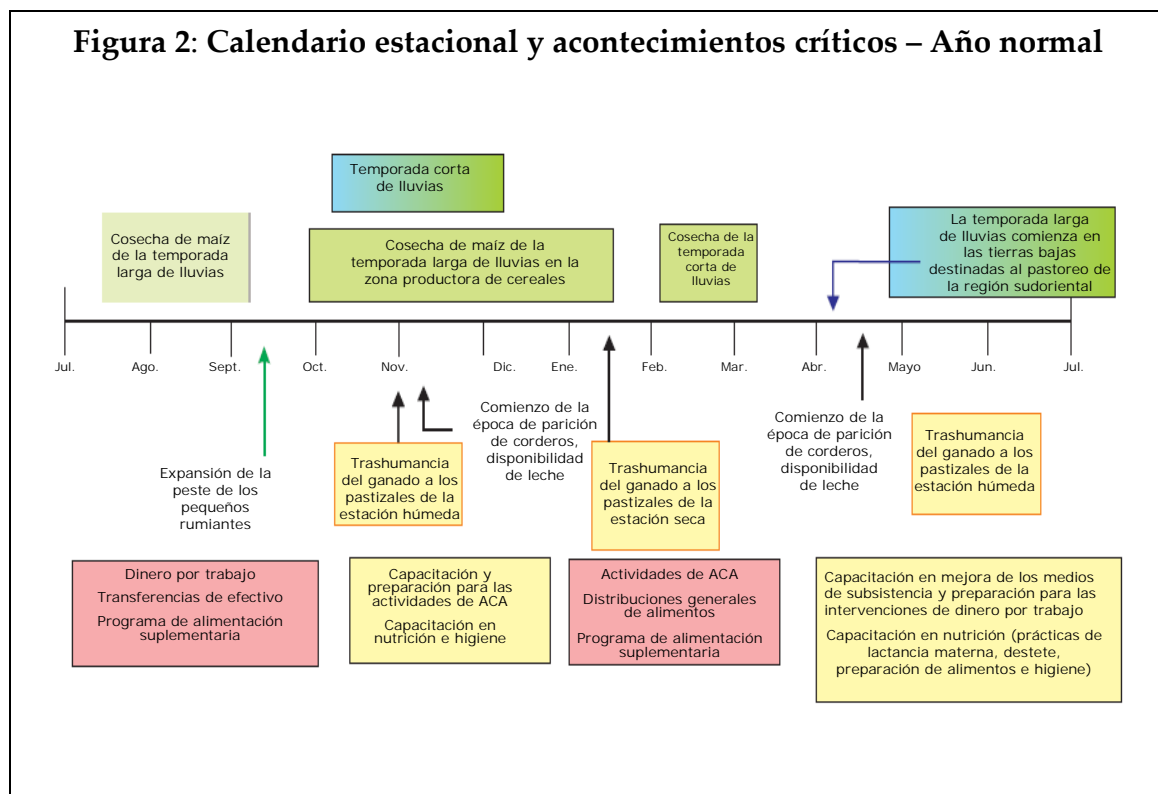 Figura 2: Calendario estacional y acontecimientos críticos – Año normal
Temporada corta
de lluvias
Cosecha de maíz
de la temporada
larga de lluvias
Cosecha de maíz de la
temporada larga de lluvias en la
zona productora de cereales
Cosecha de la
temporada
corta de
lluvias
La temporada larga
de lluvias comienza en
las tierras bajas
destinadas al pastoreo de
la región sudoriental
Jul.
Ago.
Sept.
Oct.
Nov.
Dic.
Ene.
Feb.
Mar.
Abr.
Mayo
Jun.
Jul.
Expansión de la
peste de los
pequeños
rumiantes
Trashumancia
del ganado a los
pastizales de la
estación húmeda
Comienzo de la
época de parición
de corderos,
disponibilidad
de leche
Trashumancia
del ganado a los
pastizales de la
estación seca
Comienzo de la
época de parición
de corderos,
disponibilidad de
leche
Trashumancia
del ganado a los
pastizales de la
estación húmeda
Dinero por trabajo
Transferencias de efectivo
Programa de alimentación
suplementaria
Capacitación y
preparación para las
actividades de ACA
Capacitación en
nutrición e higiene
Actividades de ACA
Distribuciones generales
de alimentos
Programa de alimentación
suplementaria
Capacitación en mejora de los medios
de subsistencia y preparación para las
intervenciones de dinero por trabajo
Capacitación en nutrición (prácticas de
lactancia materna, destete,
preparación de alimentos e higiene)